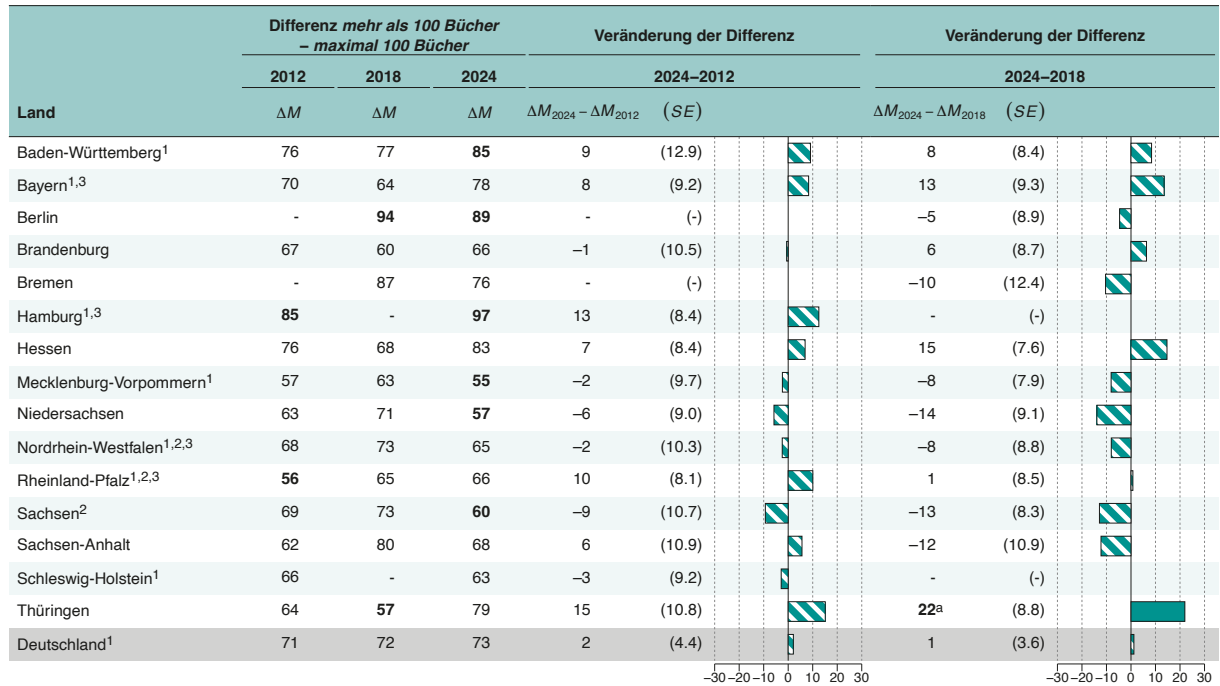 Differenz mehr als 100 Bücher – maximal 100 Bücher Veränderung der Differenz Veränderung der Differenz
2012 2018 2024 2024–2012 2024–2018
Land ΔM ΔM ΔM ΔM2024 – ΔM2012 (SE) ΔM2024 – ΔM2018 (SE)
Baden-Württemberg1 76 77 85 9 (12.9) 8 (8.4)
Bayern1,3 70 64 78 8 (9.2) 13 (9.3)
Berlin - 94 89 - (-) –5 (8.9)
Brandenburg 67 60 66 –1 (10.5) 6 (8.7)
Bremen - 87 76 - (-) –10 (12.4)
Hamburg1,3 85 - 97 13 (8.4) - (-)
Hessen 76 68 83 7 (8.4) 15 (7.6)
Mecklenburg-Vorpommern1 57 63 55 –2 (9.7) –8 (7.9)
Niedersachsen 63 71 57 –6 (9.0) –14 (9.1)
Nordrhein-Westfalen1,2,3 68 73 65 –2 (10.3) –8 (8.8)
Rheinland-Pfalz1,2,3 56 65 66 10 (8.1) 1 (8.5)
Sachsen2 69 73 60 –9 (10.7) –13 (8.3)
Sachsen-Anhalt 62 80 68 6 (10.9) –12 (10.9)
Schleswig-Holstein1 66 - 63 –3 (9.2) - (-)
Thüringen 64 57 79 15 (10.8) 22a (8.8)
Deutschland1 71 72 73 2 (4.4) 1 (3.6)
–30 –20 –10 0 10 20 30 –30 –20 –10 0 10 20 30